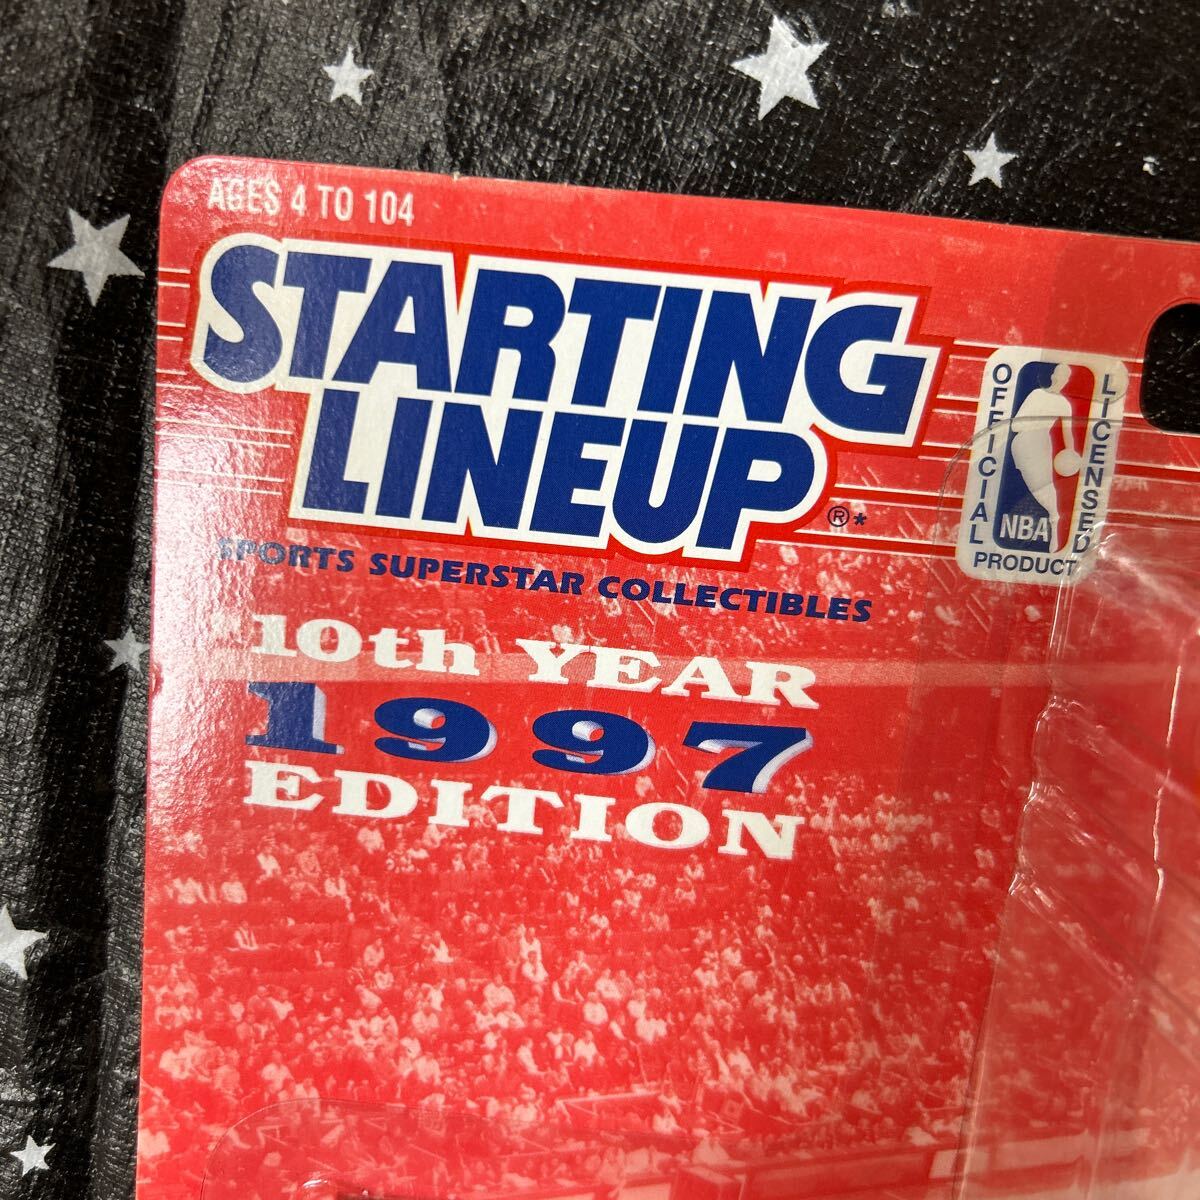 AGES 4 TO 104
STARTING
LINEUP®*
SPORTS SUPERSTAR COLLECTIBLES
10th YEAR
1997
EDITION
OFFICIAL
LICENSED
NBA
PRODUCT